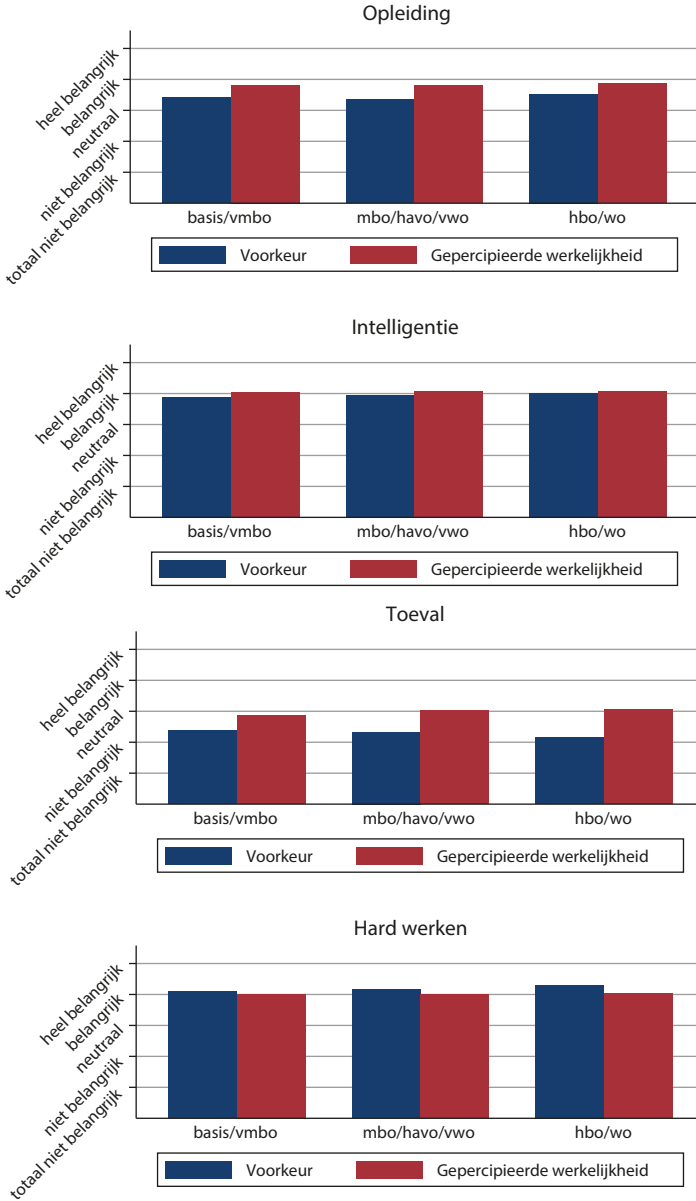 Opleiding
heel belangrijk
belangrijk
neutraal
niet belangrijk
totaal niet belangrijk
basis/vmbo mbo/havo/vwo hbo/wo
Voorkeur Gepercipieerde werkelijkheid
Intelligentie
heel belangrijk
belangrijk
neutraal
niet belangrijk
totaal niet belangrijk
basis/vmbo mbo/havo/vwo hbo/wo
Voorkeur Gepercipieerde werkelijkheid
Toeval
heel belangrijk
belangrijk
neutraal
niet belangrijk
totaal niet belangrijk
basis/vmbo mbo/havo/vwo hbo/wo
Voorkeur Gepercipieerde werkelijkheid
Hard werken
heel belangrijk
belangrijk
neutraal
niet belangrijk
totaal niet belangrijk
basis/vmbo mbo/havo/vwo hbo/wo
Voorkeur Gepercipieerde werkelijkheid